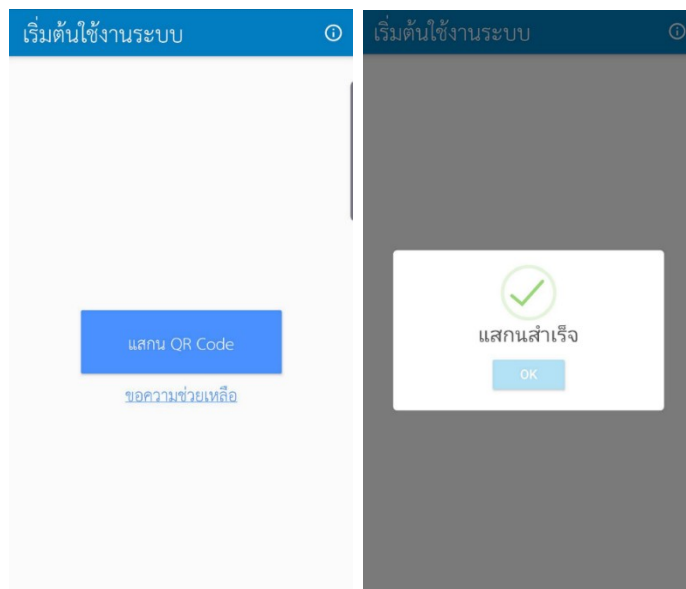 เริ่มต้นใช้งานระบบ
แสกน QR Code
ขอความช่วยเหลือ
เริ่มต้นใช้งานระบบ
แสกนสำเร็จ
OK